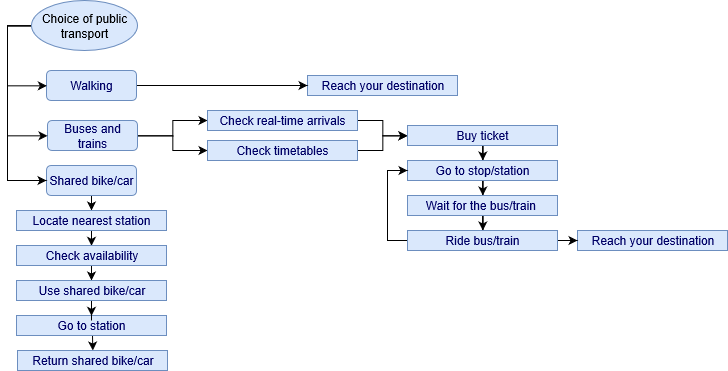 Choice of public
transport
Walking
Reach your destination
Buses and
trains
Check real-time arrivals
Check timetables
Buy ticket
Go to stop/station
Wait for the bus/train
Ride bus/train
Reach your destination
Shared bike/car
Locate nearest station
Check availability
Use shared bike/car
Go to station
Return shared bike/car